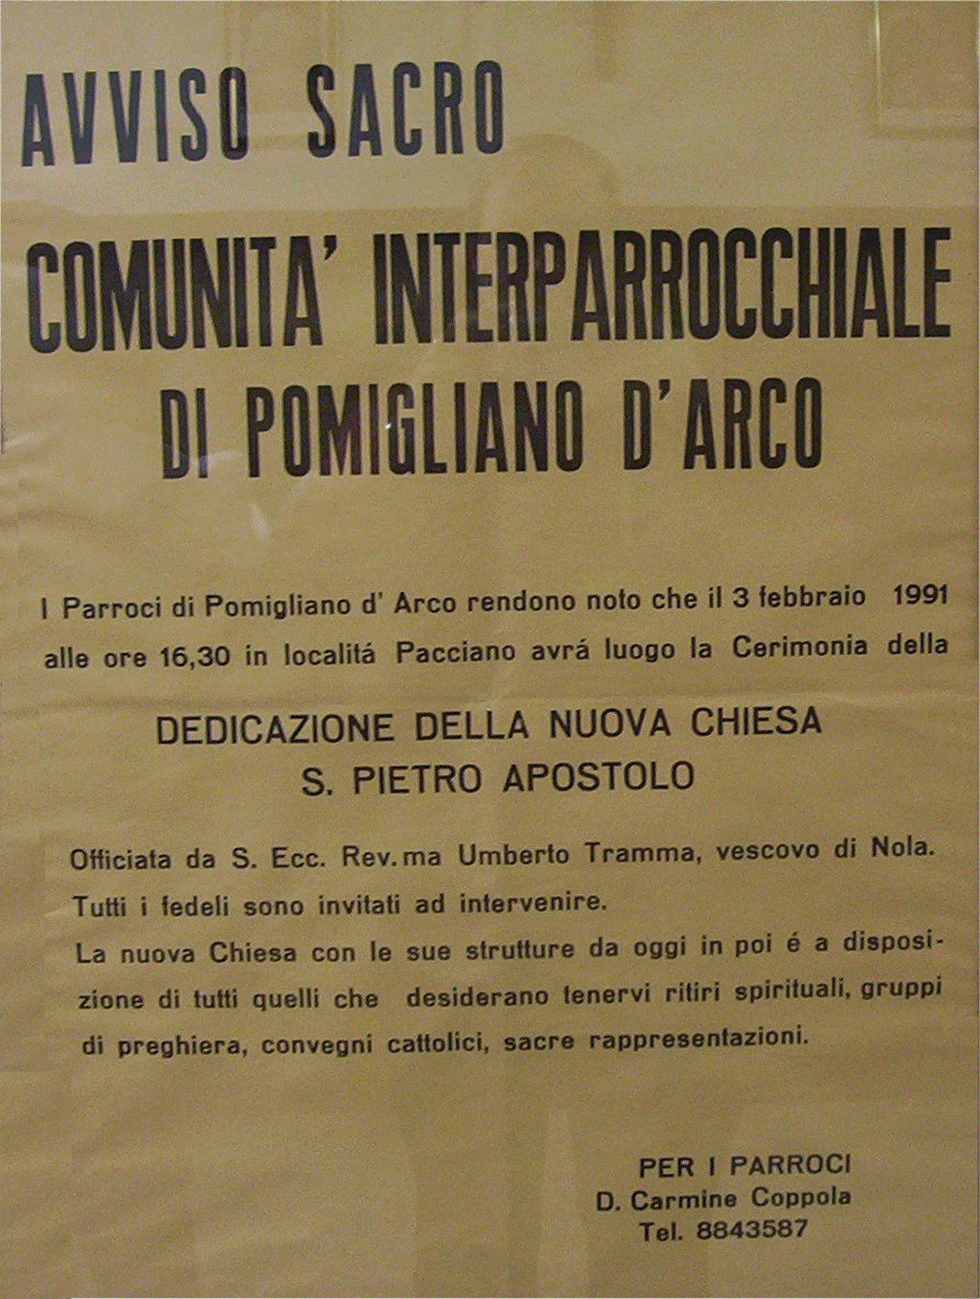 AVVISO SACRO
COMUNITA' INTERPARROCCHIALE
DI POMIGLIANO D'ARCO
I Parroci di Pomigliano d' Arco rendono noto che il 3 febbraio 1991
alle ore 16,30 in localitá Pacciano avrá luogo la Cerimonia della
DEDICAZIONE DELLA NUOVA CHIESA
S. PIETRO APOSTOLO
Officiata da S. Ecc. Rev.ma Umberto Tramma, vescovo di Nola.
Tutti i fedeli sono invitati ad intervenire.
La nuova Chiesa con le sue strutture da oggi in poi é a disposi-
zione di tutti quelli che desiderano tenervi ritiri spirituali, gruppi
di preghiera, convegni cattolici, sacre rappresentazioni.
PER I PARROCI
D. Carmine Coppola
Tel. 8843587